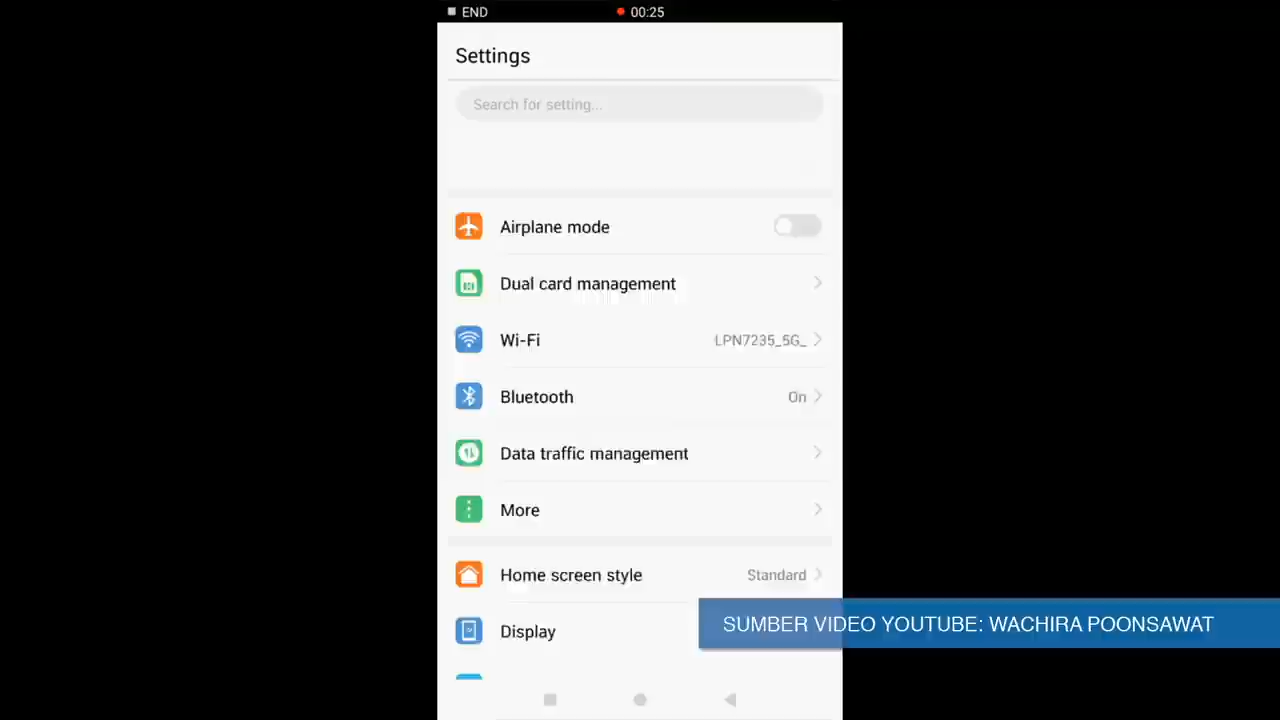 END
00:25
Settings
Search for setting...
Airplane mode
Dual card management
Wi-Fi LPN7235_5G_
Bluetooth On
Data traffic management
More
Home screen style Standard
Display
SUMBER VIDEO YOUTUBE: WACHIRA POONSAWAT